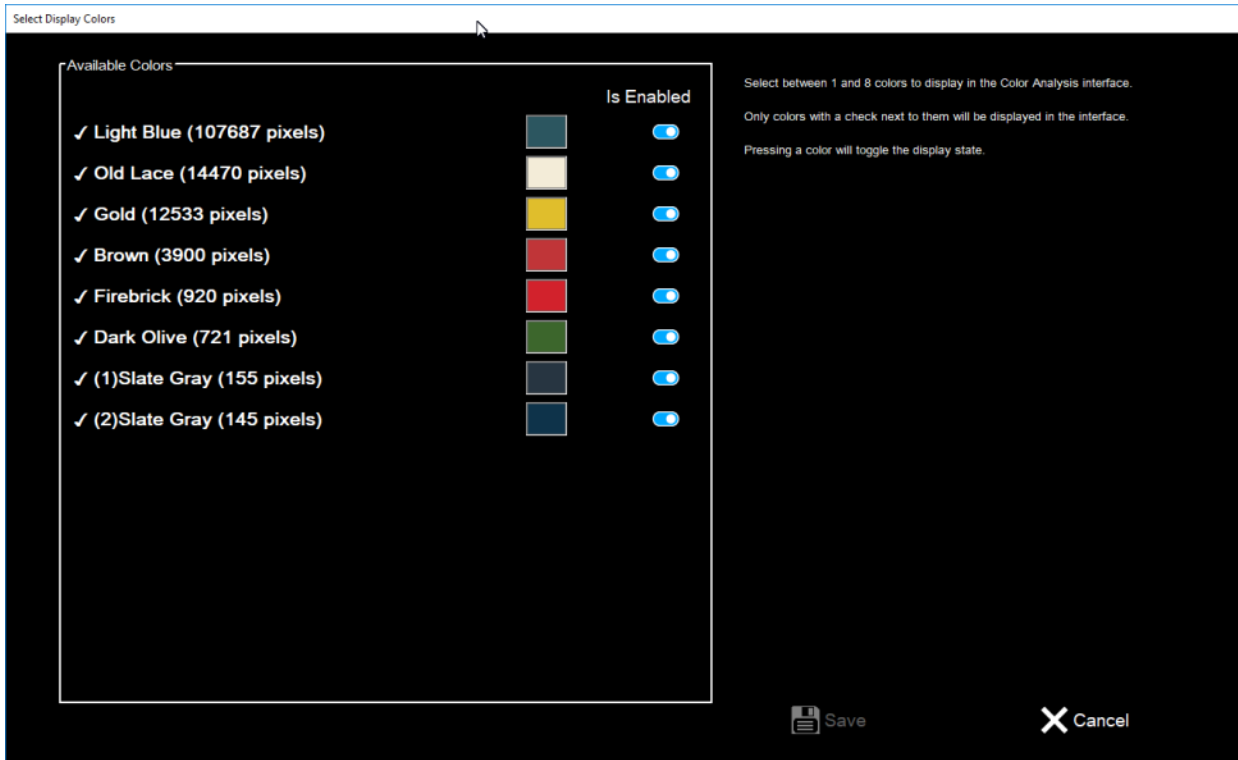 Select Display Colors
Available Colors
Is Enabled
✓ Light Blue (107687 pixels)
✓ Old Lace (14470 pixels)
✓ Gold (12533 pixels)
✓ Brown (3900 pixels)
✓ Firebrick (920 pixels)
✓ Dark Olive (721 pixels)
✓ (1)Slate Gray (155 pixels)
✓ (2)Slate Gray (145 pixels)
Select between 1 and 8 colors to display in the Color Analysis interface.
Only colors with a check next to them will be displayed in the interface.
Pressing a color will toggle the display state.
Save
Cancel